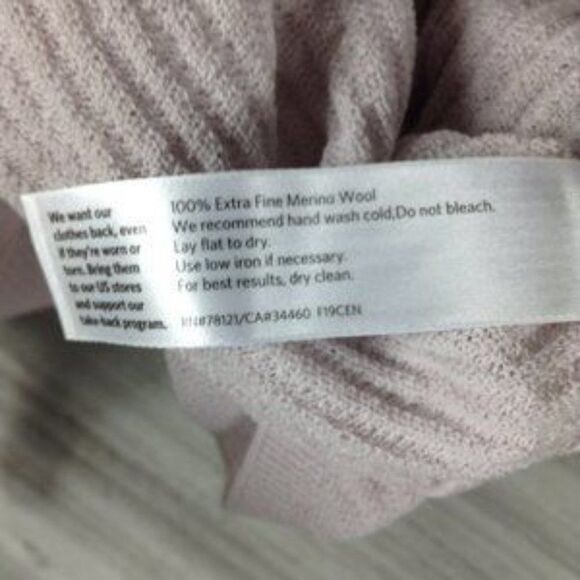 We want our
clothes back, even
if they're worn or
torn. Bring them
to our US stores
and support our
take-back program.
100% Extra Fine Merino Wool
We recommend hand wash cold,Do not bleach.
Lay flat to dry.
Use low iron if necessary.
For best results, dry clean.
RN#78121/CA#34460 F19CEN